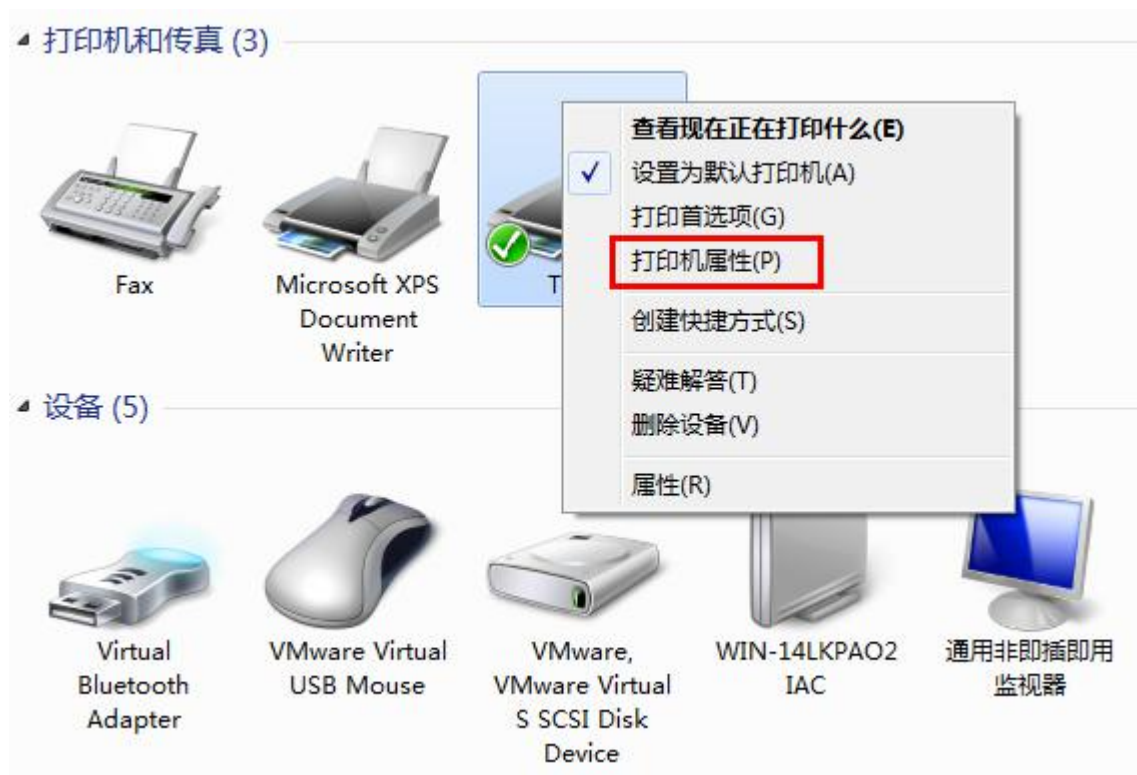 打印机和传真 (3)
查看现在正在打印什么(E)
设置为默认打印机(A)
打印首选项(G)
打印机属性(P)
创建快捷方式(S)
疑难解答(T)
删除设备(V)
属性(R)
Fax
Microsoft XPS
Document
Writer
设备 (5)
Virtual
Bluetooth
Adapter
VMware Virtual
USB Mouse
VMware,
VMware Virtual
S SCSI Disk
Device
WIN-14LKPAO2
IAC
通用非即插即用
监视器